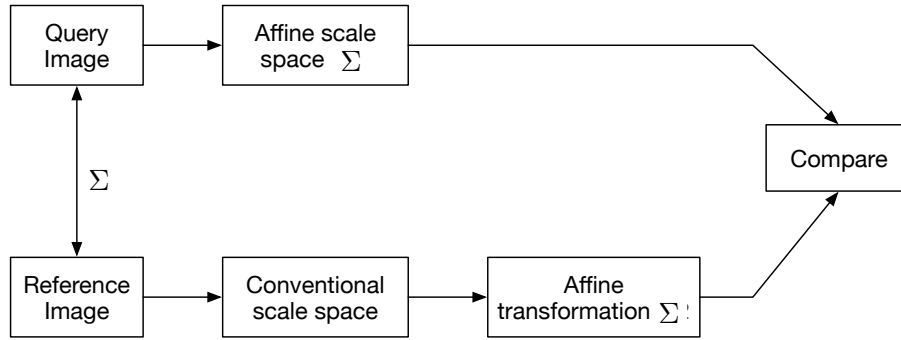 Query
Image
Affine scale
space Σ
Compare
Σ
Reference
Image
Conventional
scale space
Affine
transformation Σ